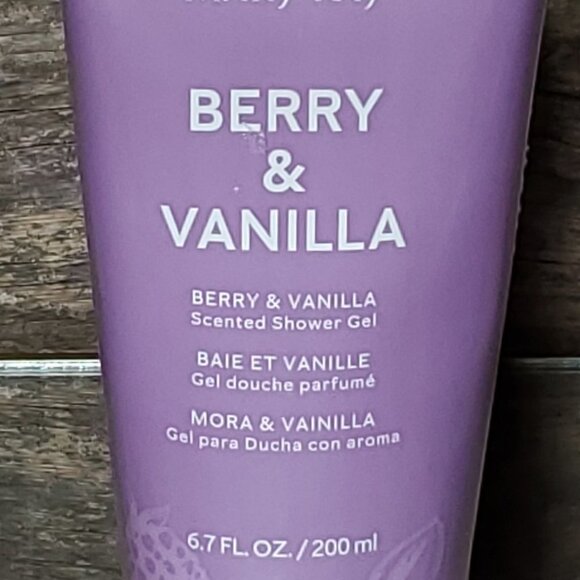 BERRY
&
VANILLA
BERRY & VANILLA
Scented Shower Gel
BAIE ET VANILLE
Gel douche parfumé
MORA & VAINILLA
Gel para Ducha con aroma
6.7 FL. OZ. / 200 ml